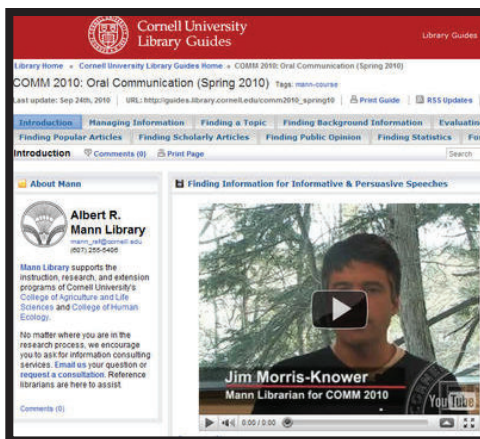 Cornell University
Library Guides
Library Guides
Library Home » Cornell University Library Guides Home » COMM 2010: Oral Communication (Spring 2010)
COMM 2010: Oral Communication (Spring 2010) Tags: mann-course
Last update: Sep 24th, 2010 URL: http://guides.library.cornell.edu/comm2010_spring10 Print Guide RSS Updates
Introduction Managing Information Finding a Topic Finding Background Information Evaluatin
Finding Popular Articles Finding Scholarly Articles Finding Public Opinion Finding Statistics For
Introduction Comments (0) Print Page Search
About Mann
Albert R.
Mann Library
mann_ref@cornell.edu
(607) 255-5406
Mann Library supports the
instruction, research, and extension
programs of Cornell University's
College of Agriculture and Life
Sciences and College of Human
Ecology.
No matter where you are in the
research process, we encourage
you to ask for information consulting
services. Email us your question or
request a consultation. Reference
librarians are here to assist.
Comments (0)
Finding Information for Informative & Persuasive Speeches
Jim Morris-Knower
Mann Librarian for COMM 2010
YouTube
0:00 / 0:00